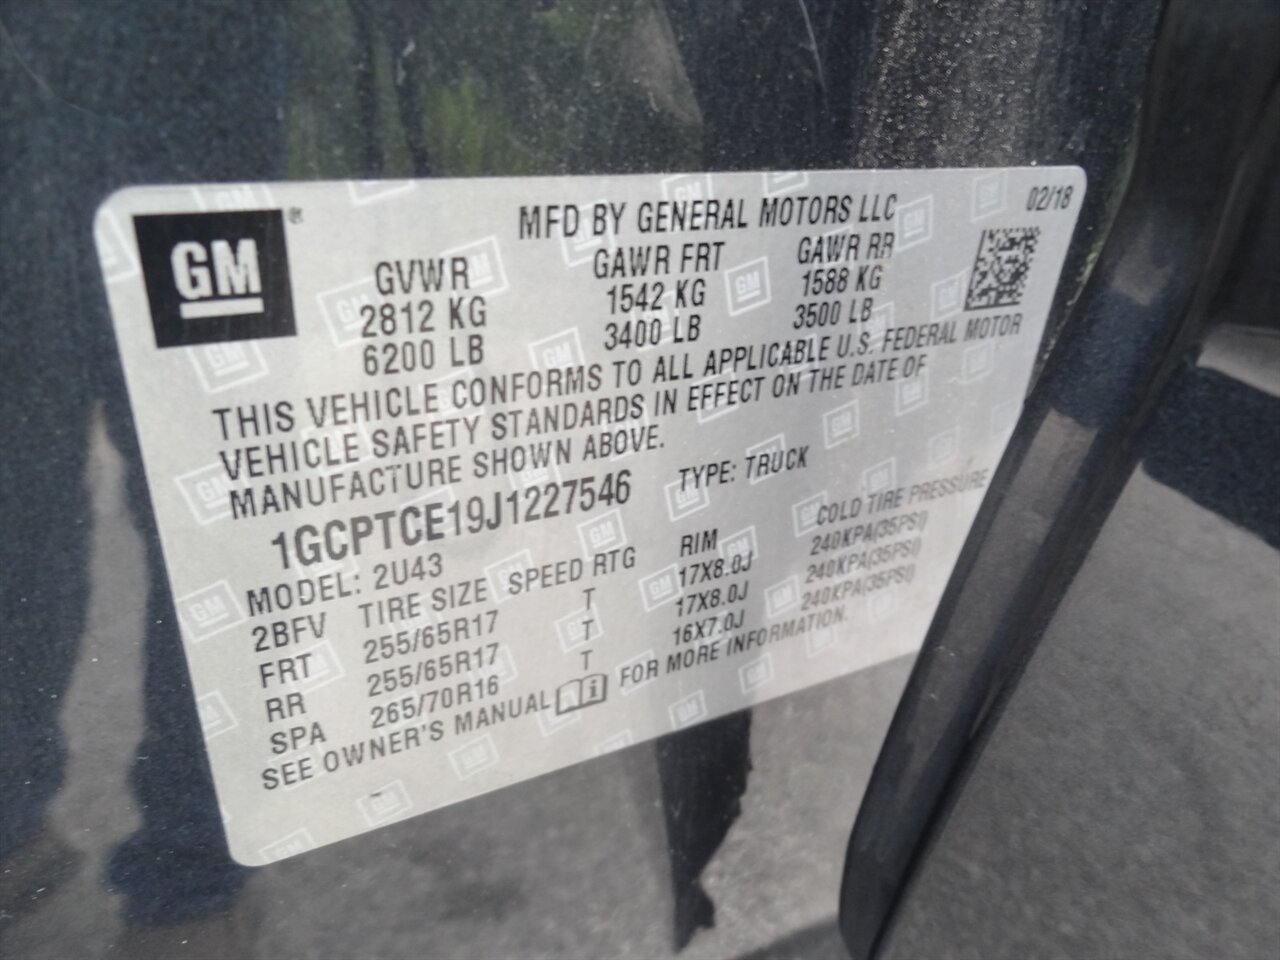 GM®
MFD BY GENERAL MOTORS LLC
02/18
GVWR GAWR FRT GAWR RR
2812 KG 1542 KG 1588 KG
6200 LB 3400 LB 3500 LB
THIS VEHICLE CONFORMS TO ALL APPLICABLE U.S. FEDERAL MOTOR
VEHICLE SAFETY STANDARDS IN EFFECT ON THE DATE OF
MANUFACTURE SHOWN ABOVE.
1GCPTCE19J1227546 TYPE: TRUCK
MODEL: 2U43
2BFV TIRE SIZE SPEED RTG RIM COLD TIRE PRESSURE
FRT 255/65R17 T 17X8.0J 240KPA(35PSI)
RR 255/65R17 T 17X8.0J 240KPA(35PSI)
SPA 265/70R16 T 16X7.0J 240KPA(35PSI)
SEE OWNER'S MANUAL FOR MORE INFORMATION.